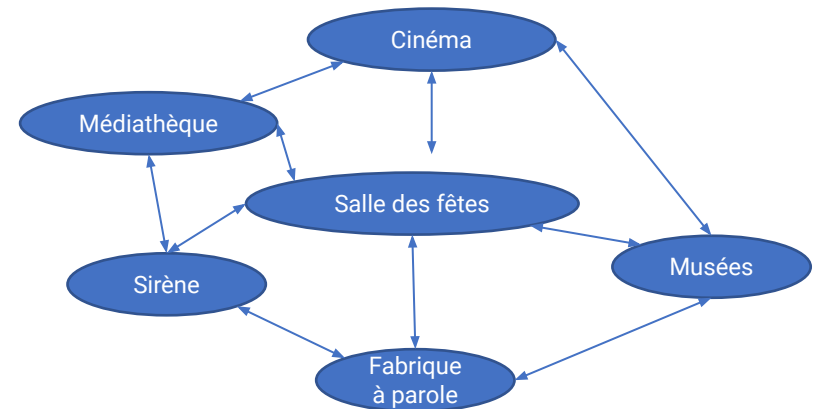 Cinéma
Médiathèque
Salle des fêtes
Musées
Sirène
Fabrique
à parole